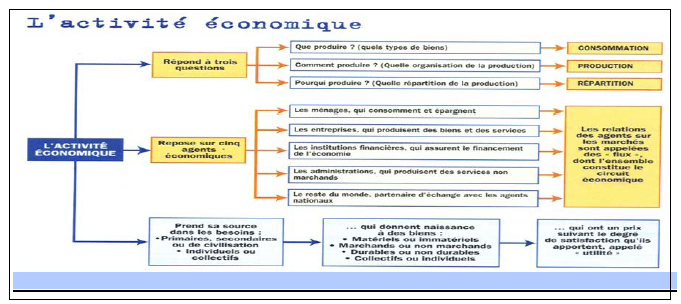 L'activité économique
Répond à trois
questions
Que produire ? (quels types de biens)
CONSOMMATION
Comment produire ? (Quelle organisation de la production)
PRODUCTION
Pourqui produire ? (Quelle répartition de la production)
RÉPARTITION
L'ACTIVITÉ
ÉCONOMIQUE
Repose sur cinq
agents -
économiques
Les ménages, qui consomment et épargnent
Les entreprises, qui produisent des biens et des services
Les institutions financières, qui assurent le financement
de l'économie
Les administrations, qui produisent des services non
marchands
Le reste du monde, partenaire d'échange avec les agents
nationaux
Les relations
des agents sur
les marchés
sont appelées
des « flux »,
dont l'ensemble
constitue le
circuit
économique
Prend sa source
dans les besoins :
• Primaires, secondaires
ou de civilisation
• Individuels ou
collectifs
... qui donnent naissance
à des biens :
• Matériels ou immatériels
• Marchands ou non marchands
• Durables ou non durables
• Collectifs ou individuels
... qui ont un prix
suivant le degré
de satisfaction qu'ils
apportent, appelé
« utilité »